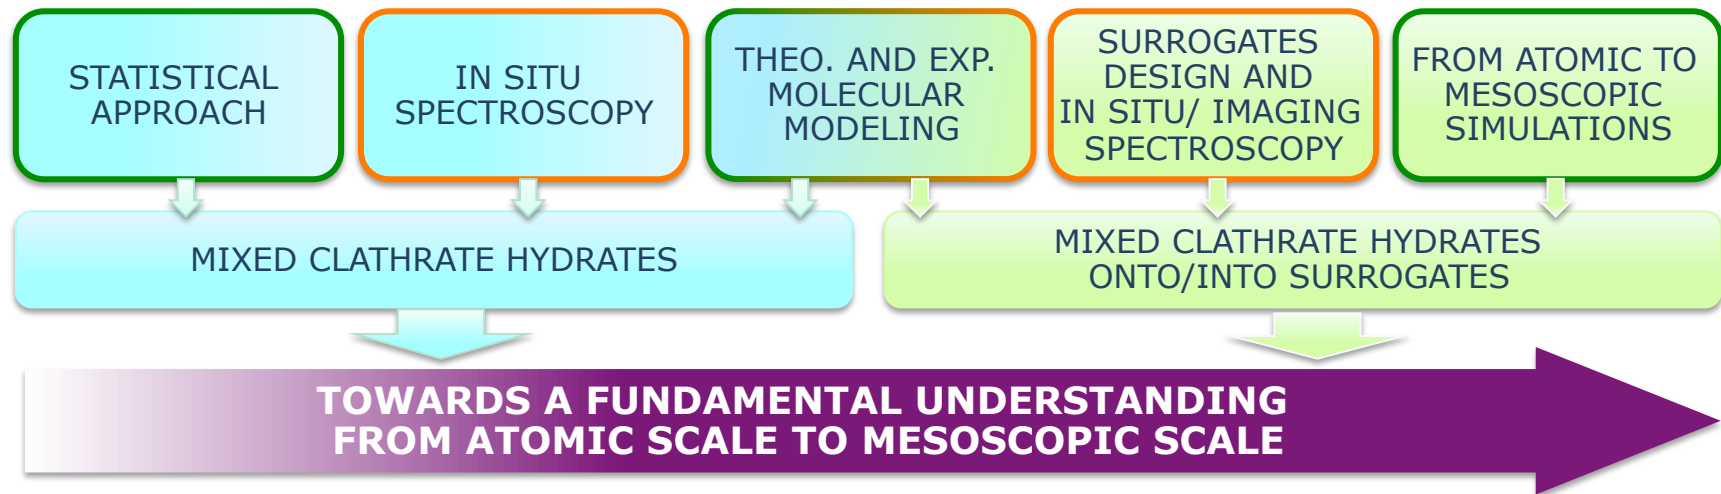 STATISTICAL
APPROACH
IN SITU
SPECTROSCOPY
THEO. AND EXP.
MOLECULAR
MODELING
SURROGATES
DESIGN AND
IN SITU/ IMAGING
SPECTROSCOPY
FROM ATOMIC TO
MESOSCOPIC
SIMULATIONS
MIXED CLATHRATE HYDRATES
MIXED CLATHRATE HYDRATES
ONTO/INTO SURROGATES
TOWARDS A FUNDAMENTAL UNDERSTANDING
FROM ATOMIC SCALE TO MESOSCOPIC SCALE